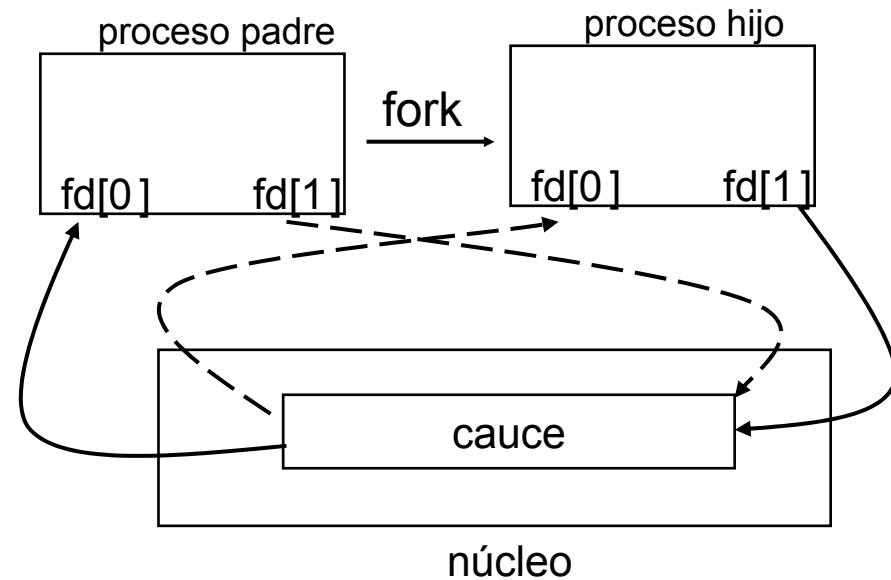 proceso padre
proceso hijo
fork
fd[0]
fd[1]
fd[0]
fd[1]
cauce
núcleo